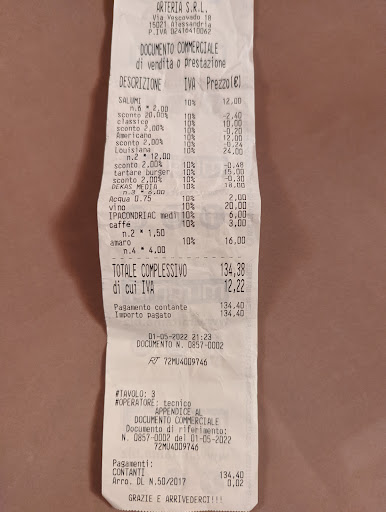 ARTERIA S.R.L.
Via Vescovado 18
15021 Alessandria
P.IVA 02416410062
DOCUMENTO COMMERCIALE
di vendita o prestazione
DESCRIZIONE IVA Prezzo(€)
SALUMI 10% 12,00
n.6 * 2,00
sconto 20,00% 10% -2,40
classico 10% 10,00
sconto 2,00% 10% -0,20
Americano 10% 12,00
sconto 2,00% 10% -0,24
Louisiana 10% 24,00
n.2 * 12,00
sconto 2,00% 10% -0,48
tartare burger 10% 15,00
sconto 2,00% 10% -0,30
DEKAS MEDIA 10% 18,00
n.3 * 6,00
Acqua 0.75 10% 2,00
vino 10% 20,00
IPACONDRIAC medi 10% 6,00
caffe 10% 3,00
n.2 * 1,50
amaro 10% 16,00
n.4 * 4,00
TOTALE COMPLESSIVO 134,38
di cui IVA 12,22
Pagamento contante 134,40
Importo pagato 134,40
01-05-2022 21:23
DOCUMENTO N. 0857-0002
RT 72MU4009746
#TAVOLO: 3
#OPERATORE: tecnico
APPENDICE AL
DOCUMENTO COMMERCIALE
Documento di riferimento:
N. 0857-0002 del 01-05-2022
72MU4009746
Pagamenti:
CONTANTI 134,40
Arro. DL N.50/2017 0,02
GRAZIE E ARRIVEDERCI!!!